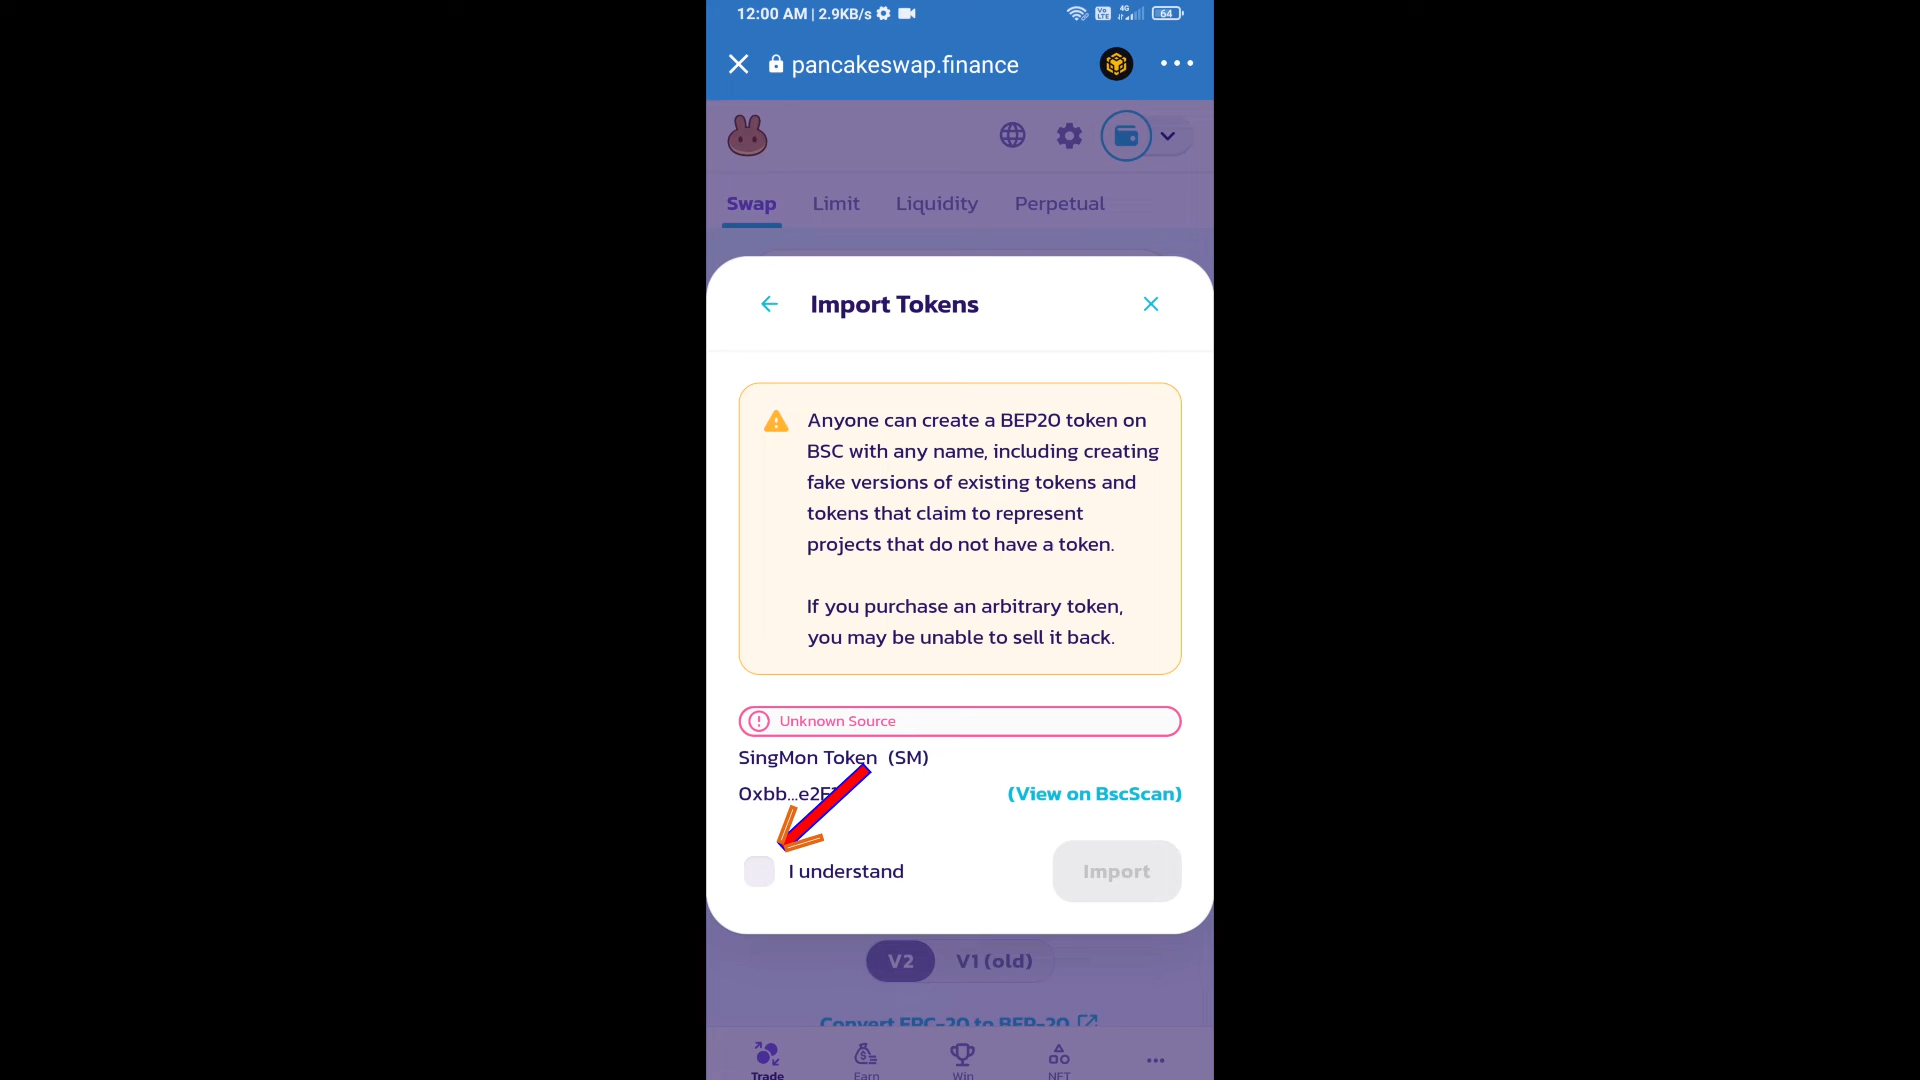 12:00 AM | 2.9KB/s
Vo LTE 4G 64
pancakeswap.finance
Swap Limit Liquidity Perpetual
Import Tokens
Anyone can create a BEP20 token on
BSC with any name, including creating
fake versions of existing tokens and
tokens that claim to represent
projects that do not have a token.
If you purchase an arbitrary token,
you may be unable to sell it back.
Unknown Source
SingMon Token (SM)
0xbb...e2E (View on BscScan)
I understand Import
V2 V1 (old)
Convert ERC-20 to BEP-20
Trade Earn Win NFT